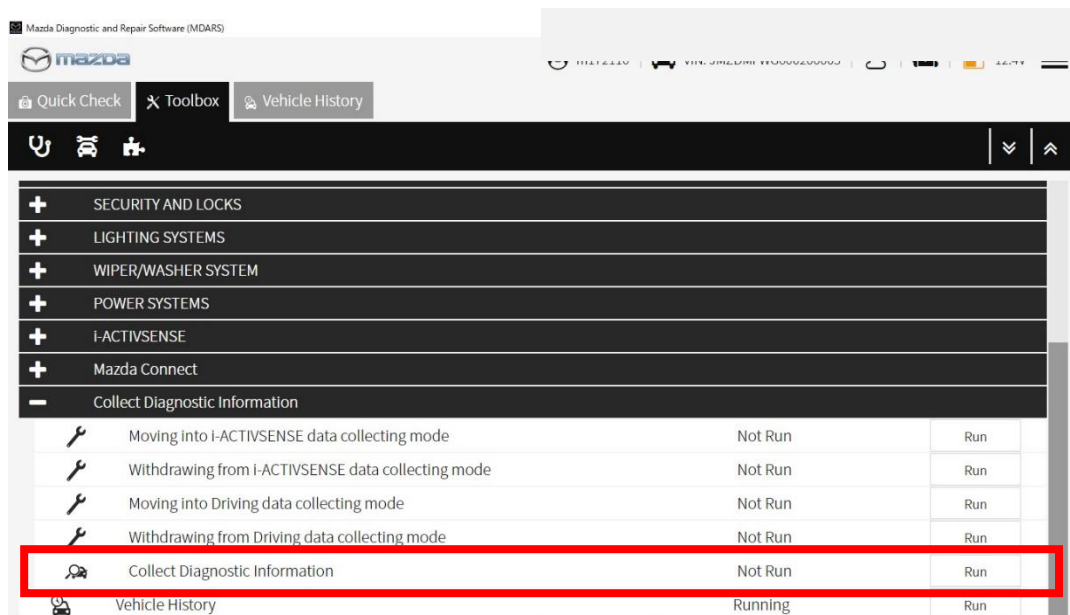 Mazda Diagnostic and Repair Software (MDARS)
mazda
Quick Check Toolbox Vehicle History
SECURITY AND LOCKS
LIGHTING SYSTEMS
WIPER/WASHER SYSTEM
POWER SYSTEMS
i-ACTIVSENSE
Mazda Connect
Collect Diagnostic Information
Moving into i-ACTIVSENSE data collecting mode Not Run Run
Withdrawing from i-ACTIVSENSE data collecting mode Not Run Run
Moving into Driving data collecting mode Not Run Run
Withdrawing from Driving data collecting mode Not Run Run
Collect Diagnostic Information Not Run Run
Vehicle History Running Run